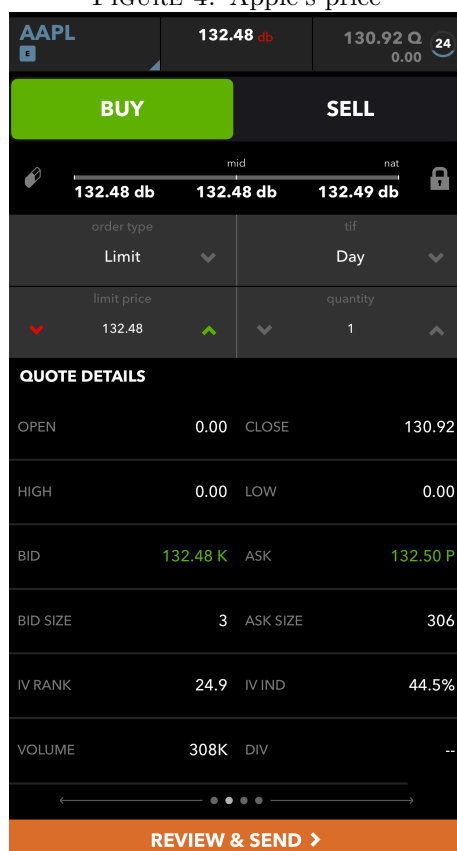 FIGURE 4. Apple's price
AAPL
E
132.48 db
130.92 Q
0.00
24
BUY
SELL
mid
nat
132.48 db
132.48 db
132.49 db
order type
tif
Limit
Day
limit price
quantity
132.48
1
QUOTE DETAILS
OPEN 0.00 CLOSE 130.92
HIGH 0.00 LOW 0.00
BID 132.48 K ASK 132.50 P
BID SIZE 3 ASK SIZE 306
IV RANK 24.9 IV IND 44.5%
VOLUME 308K DIV --
REVIEW & SEND >